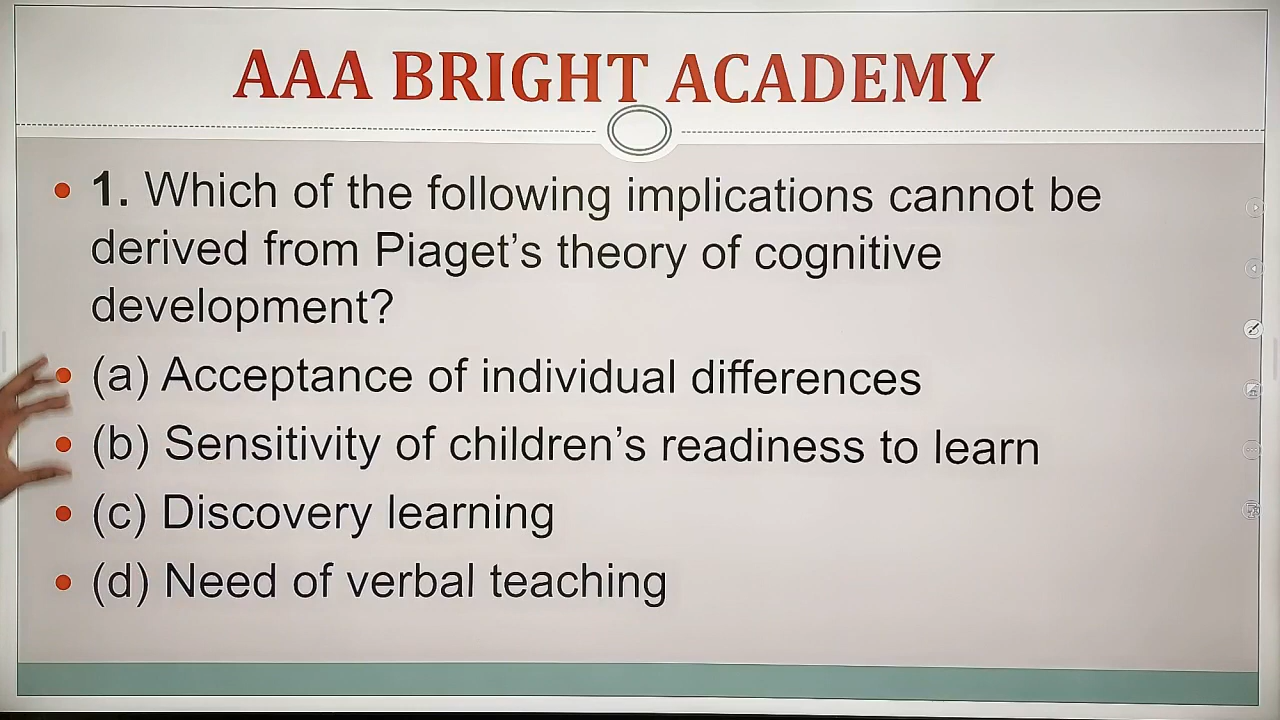 AAA BRIGHT ACADEMY
1. Which of the following implications cannot be
derived from Piaget’s theory of cognitive
development?
(a) Acceptance of individual differences
(b) Sensitivity of children’s readiness to learn
(c) Discovery learning
(d) Need of verbal teaching